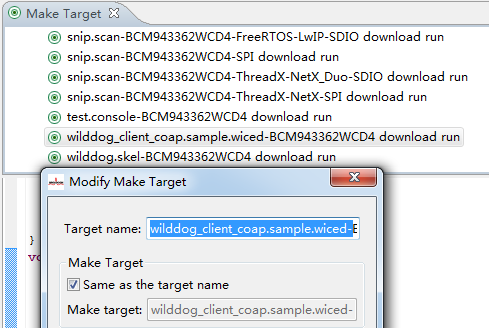 Make Target
snip.scan-BCM943362WCD4-FreeRTOS-LwIP-SDIO download run
snip.scan-BCM943362WCD4-SPI download run
snip.scan-BCM943362WCD4-ThreadX-NetX_Duo-SDIO download run
snip.scan-BCM943362WCD4-ThreadX-NetX-SPI download run
test.console-BCM943362WCD4 download run
wilddog_client_coap.sample.wiced-BCM943362WCD4 download run
wilddog.skel-BCM943362WCD4 download run
Modify Make Target
Target name: wilddog_client_coap.sample.wiced-
}
Make Target
Same as the target name
Make target: wilddog_client_coap.sample.wiced-